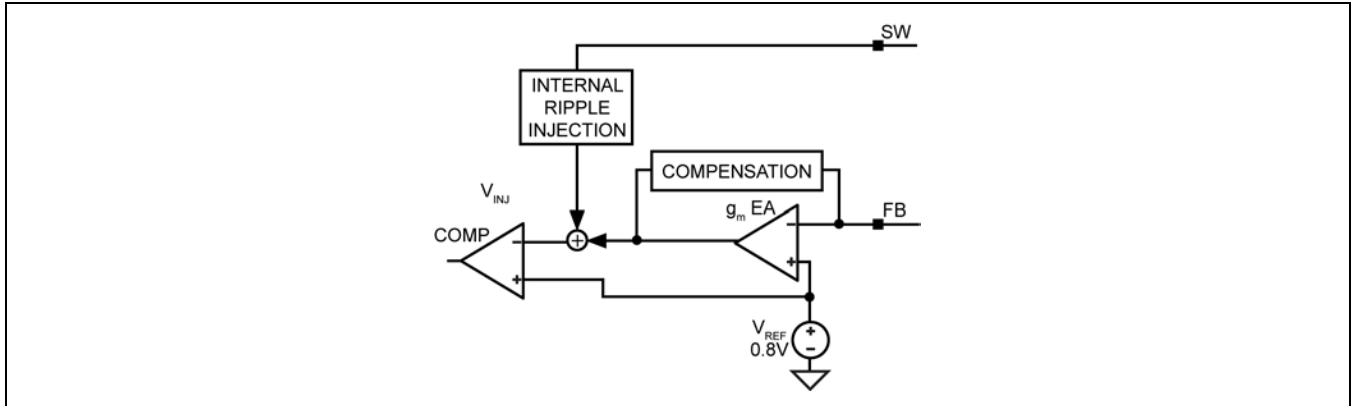 SW
INTERNAL
RIPPLE
INJECTION
COMPENSATION
V_INJ
g_m EA
FB
COMP
−
+
−
+
+
V_REF
0.8V
+
−